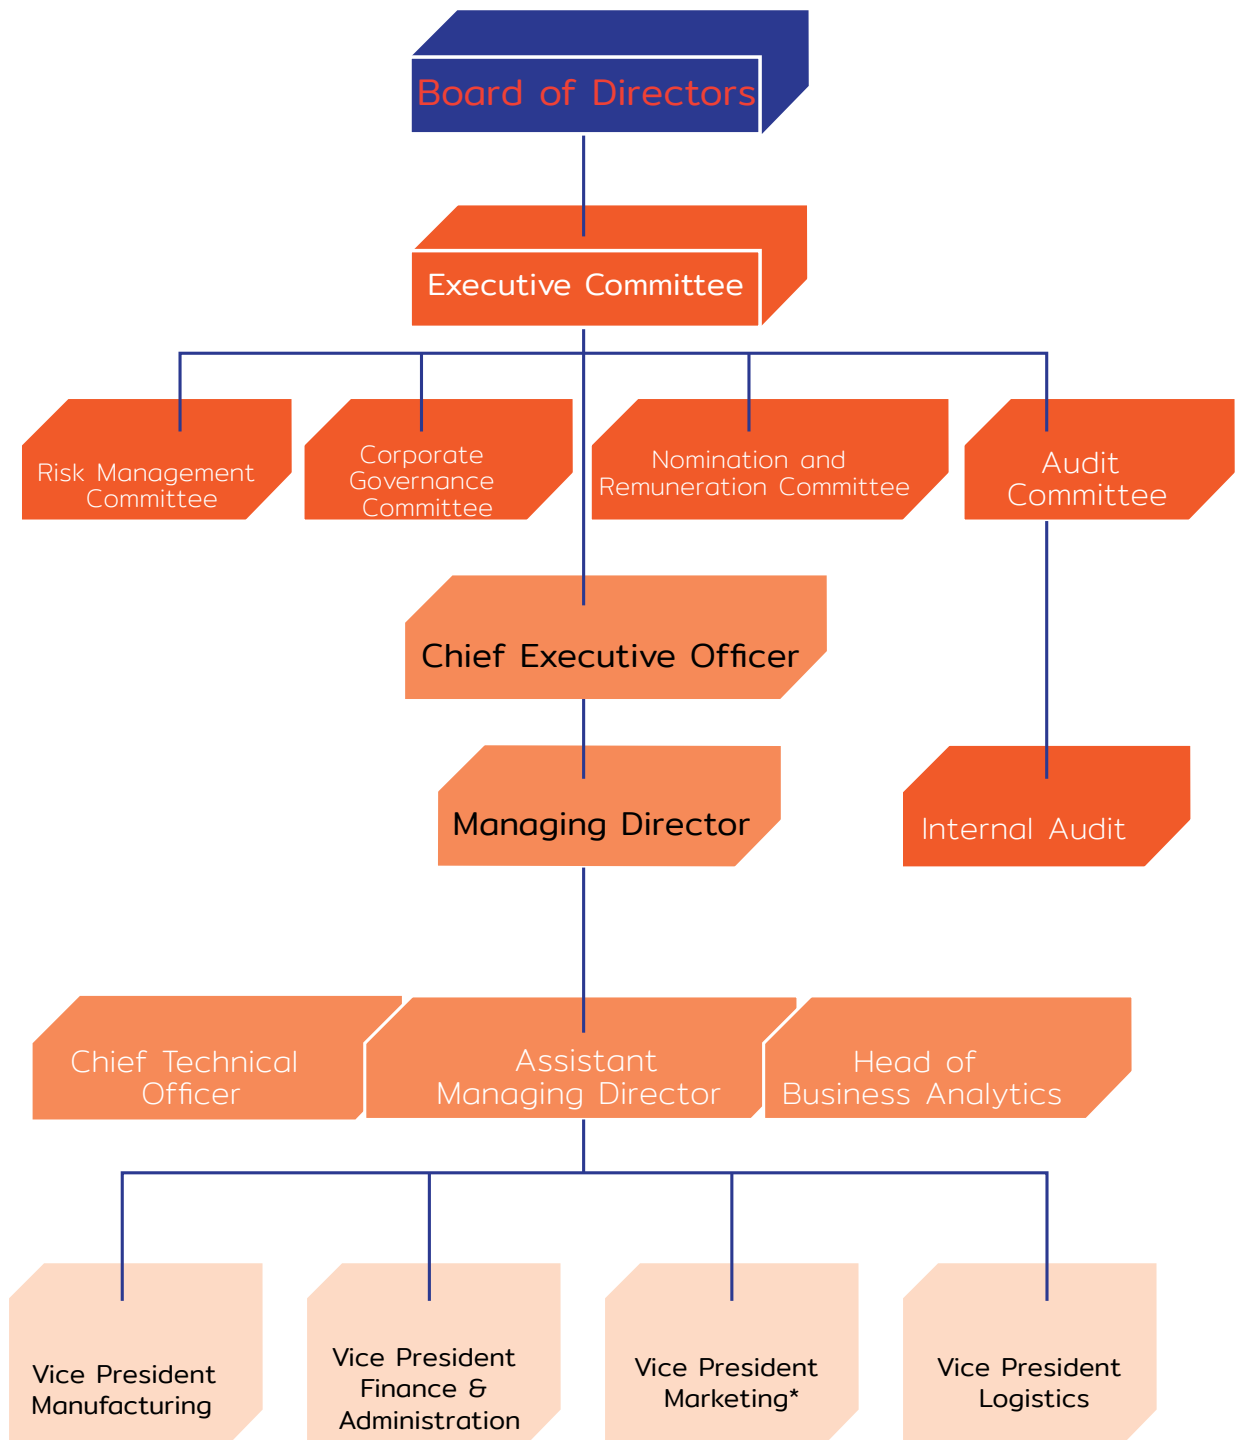 Board of Directors
Executive Committee
Risk Management
Committee
Corporate
Governance
Committee
Nomination and
Remuneration Committee
Audit
Committee
Chief Executive Officer
Managing Director
Internal Audit
Chief Technical
Officer
Assistant
Managing Director
Head of
Business Analytics
Vice President
Manufacturing
Vice President
Finance &
Administration
Vice President
Marketing*
Vice President
Logistics